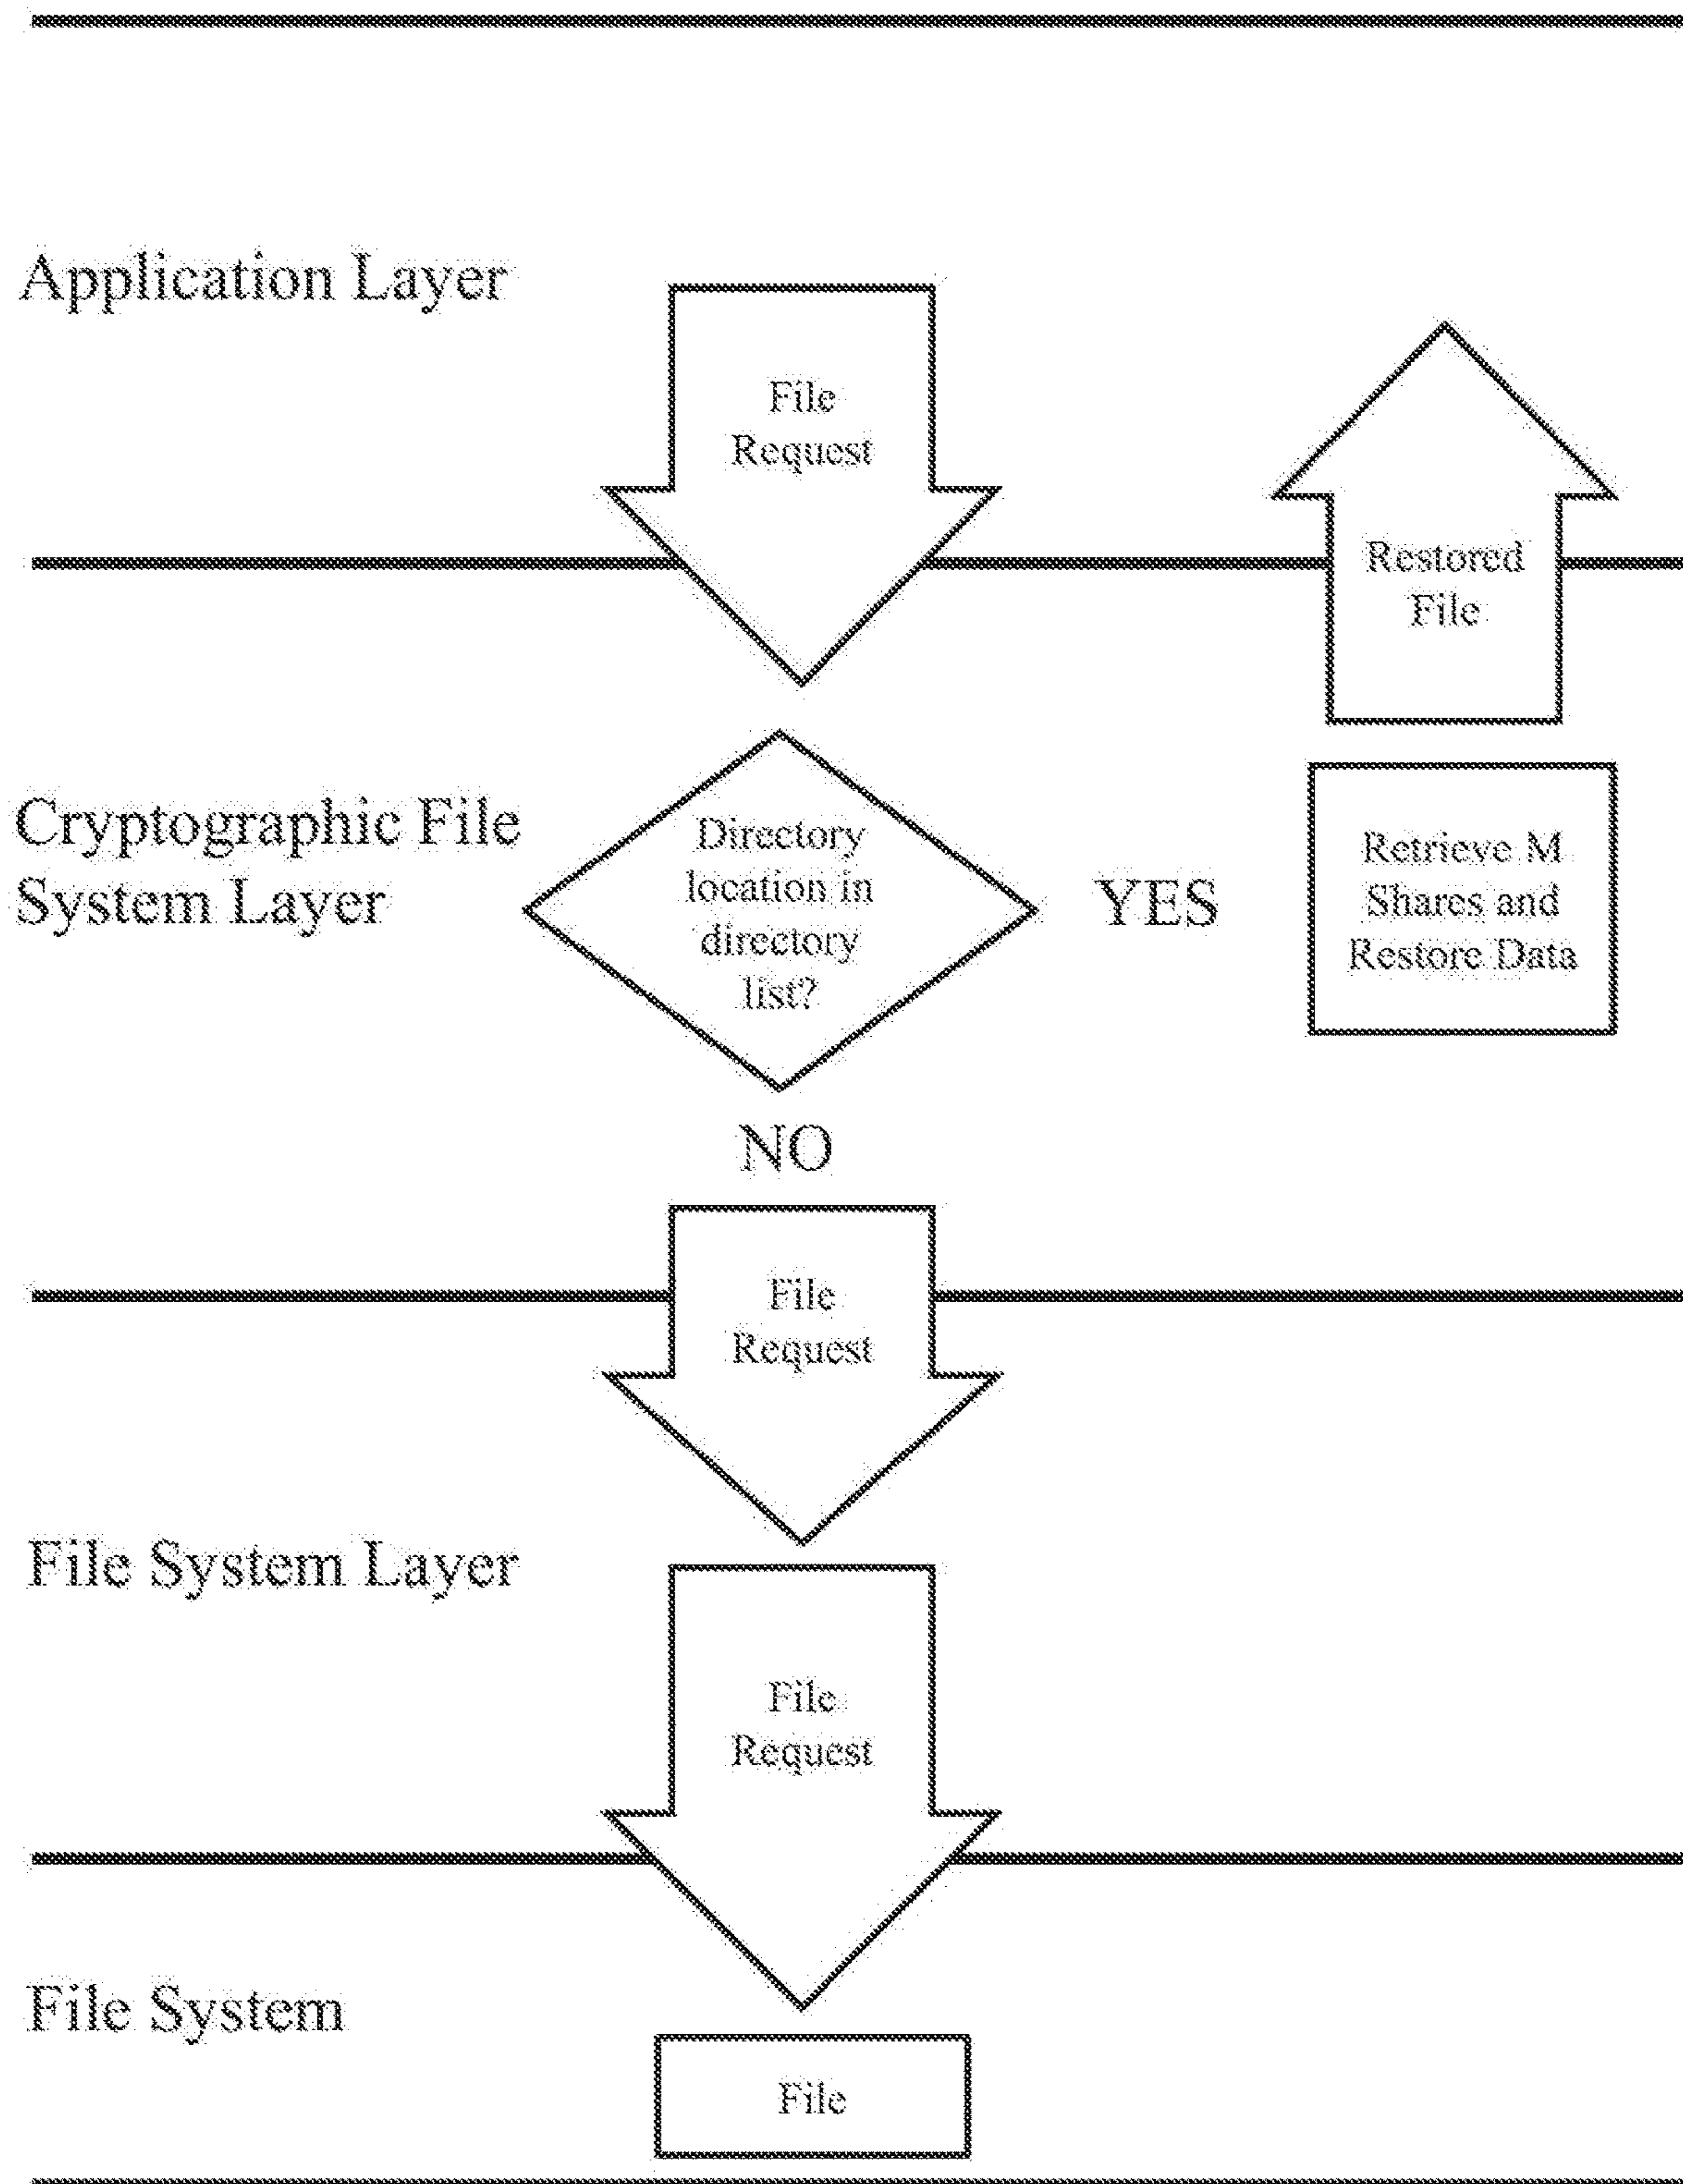 Application Layer
File
Request
Restored
File
Cryptographic File
System Layer
Directory
location in
directory
list?
YES
Retrieve M
Shares and
Restore Data
NO
File
Request
File System Layer
File
Request
File System
File